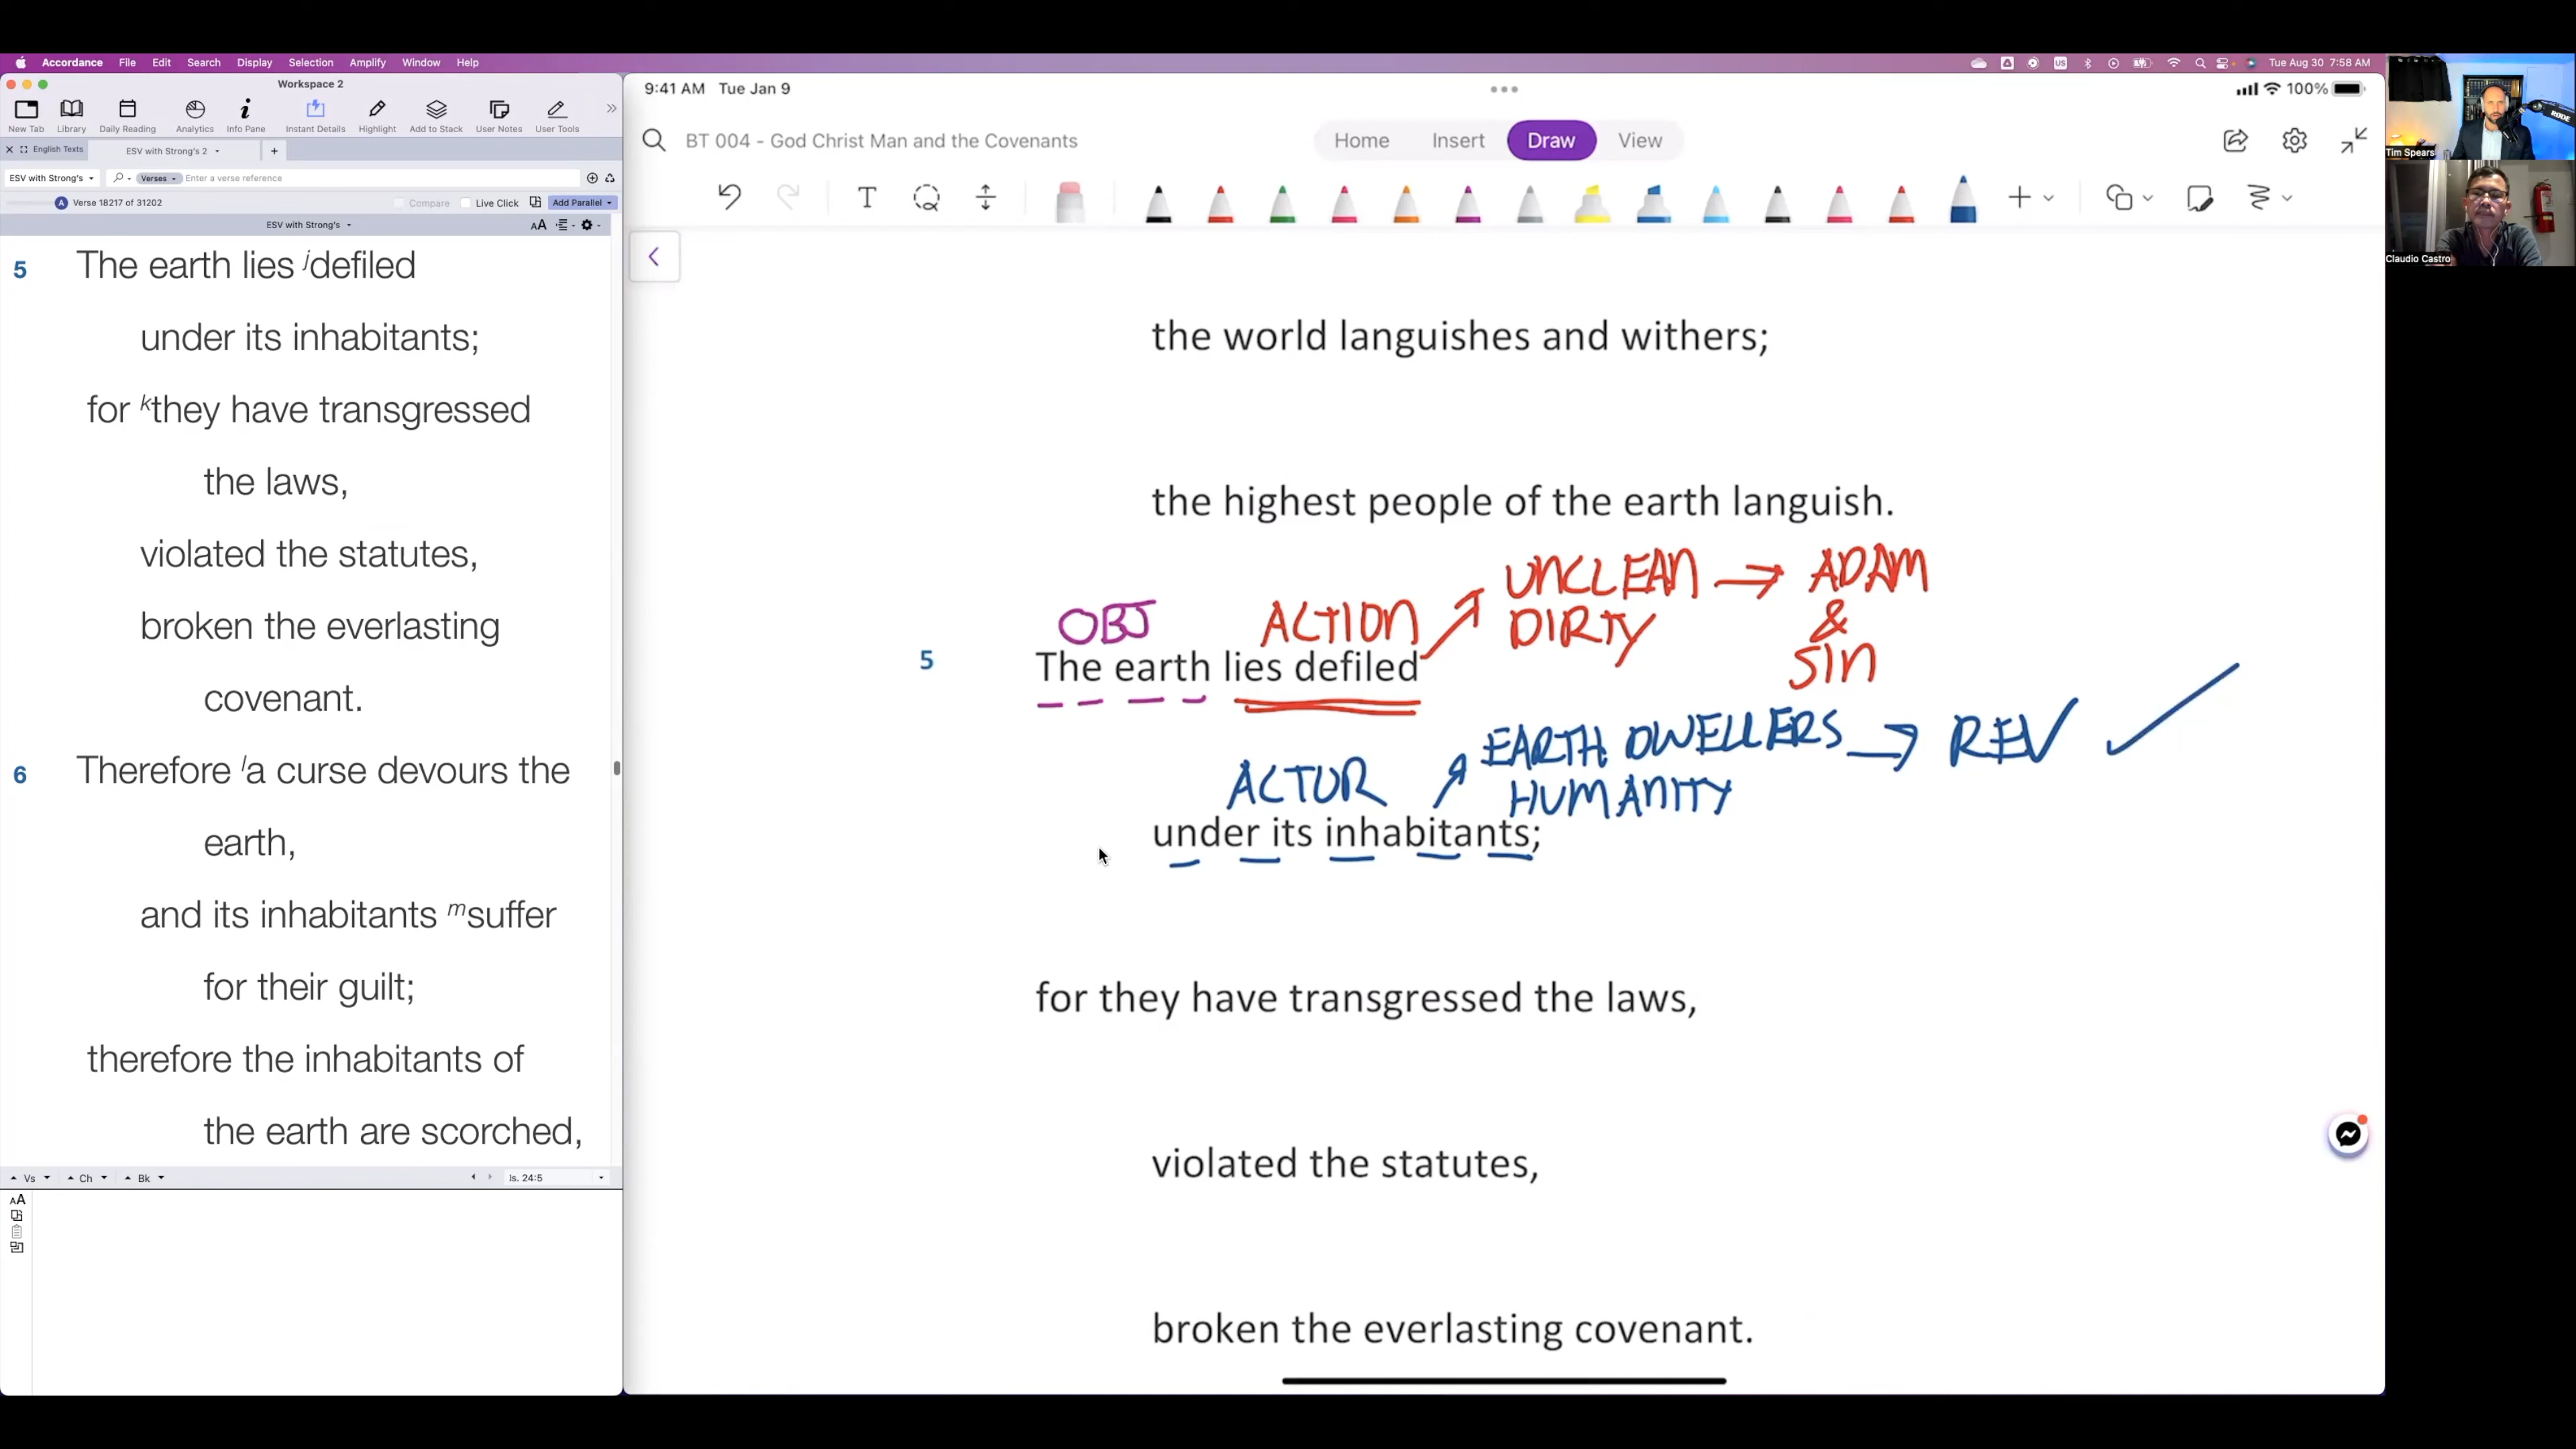 Accordance File Edit Search Display Selection Amplify Window Help
Tue Aug 30 7:58 AM
Workspace 2
New Tab Library Daily Reading Analytics Info Pane Instant Details Highlight Add to Stack User Notes User Tools
English Texts ESV with Strong's 2
ESV with Strong's Verses Enter a verse reference
Verse 18217 of 31202 Compare Live Click Add Parallel
ESV with Strong's
5 The earth lies j defiled
under its inhabitants;
for k they have transgressed
the laws,
violated the statutes,
broken the everlasting
covenant.
6 Therefore l a curse devours the
earth,
and its inhabitants m suffer
for their guilt;
therefore the inhabitants of
the earth are scorched,
Vs Ch Bk Is. 24:5
9:41 AM Tue Jan 9
100%
BT 004 - God Christ Man and the Covenants
Home Insert Draw View
the world languishes and withers;
the highest people of the earth languish.
OBJ ACTION UNCLEAN → ADAM
DIRTY &
SIN
5 The earth lies defiled
ACTOR EARTH DWELLERS → REV
HUMANITY
under its inhabitants;
for they have transgressed the laws,
violated the statutes,
broken the everlasting covenant.
Tim Spears
RØDE
Claudio Castro